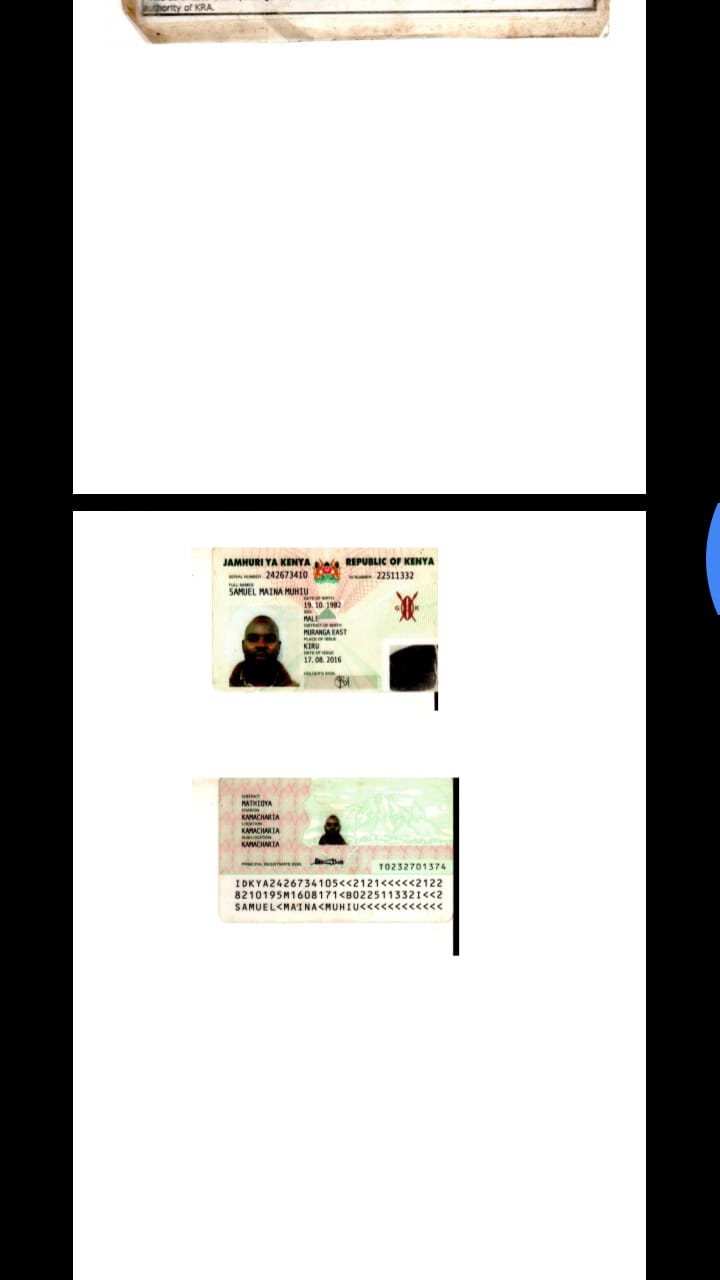 authority of KRA.
JAMHURI YA KENYA REPUBLIC OF KENYA
SERIAL NUMBER: 242673410 ID NUMBER: 22511332
FULL NAMES
SAMUEL MAINA MUHIU
DATE OF BIRTH
19. 10. 1982
SEX
MALE
DISTRICT OF BIRTH
MURANGA EAST
PLACE OF ISSUE
KIRU
DATE OF ISSUE
17. 08. 2016
HOLDER'S SIGN.
G K
DISTRICT
MATHIOYA
DIVISION
KAMACHARIA
LOCATION
KAMACHARIA
SUB-LOCATION
KAMACHARIA
PRINCIPAL REGISTRAR'S SIGN.
T0232701374
IDKYA2426734105<<2121<<<<<2122
8210195M1608171<B022511332I<<2
SAMUEL<MAINA<MUHIU<<<<<<<<<<<<